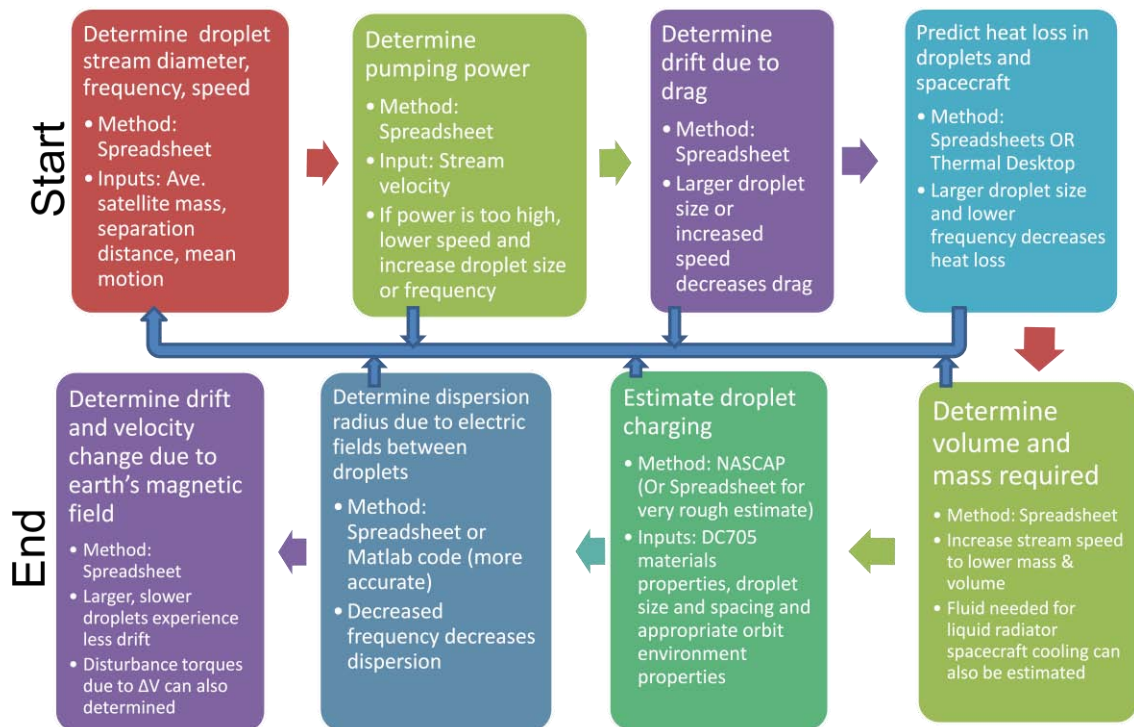 Start
Determine droplet
stream diameter,
frequency, speed
• Method:
Spreadsheet
• Inputs: Ave.
satellite mass,
separation
distance, mean
motion
Determine
pumping power
• Method:
Spreadsheet
• Input: Stream
velocity
• If power is too high,
lower speed and
increase droplet size
or frequency
Determine
drift due to
drag
• Method:
Spreadsheet
• Larger droplet
size or
increased
speed
decreases drag
Predict heat loss in
droplets and
spacecraft
• Method:
Spreadsheets OR
Thermal Desktop
• Larger droplet size
and lower
frequency decreases
heat loss
End
Determine drift
and velocity
change due to
earth's magnetic
field
• Method:
Spreadsheet
• Larger, slower
droplets experience
less drift
• Disturbance torques
due to ΔV can also
determined
Determine dispersion
radius due to electric
fields between
droplets
• Method:
Spreadsheet or
Matlab code (more
accurate)
• Decreased
frequency decreases
dispersion
Estimate droplet
charging
• Method: NASCAP
(Or Spreadsheet for
very rough estimate)
• Inputs: DC705
materials
properties, droplet
size and spacing and
appropriate orbit
environment
properties
Determine
volume and
mass required
• Method: Spreadsheet
• Increase stream speed
to lower mass &
volume
• Fluid needed for
liquid radiator
spacecraft cooling can
also be estimated